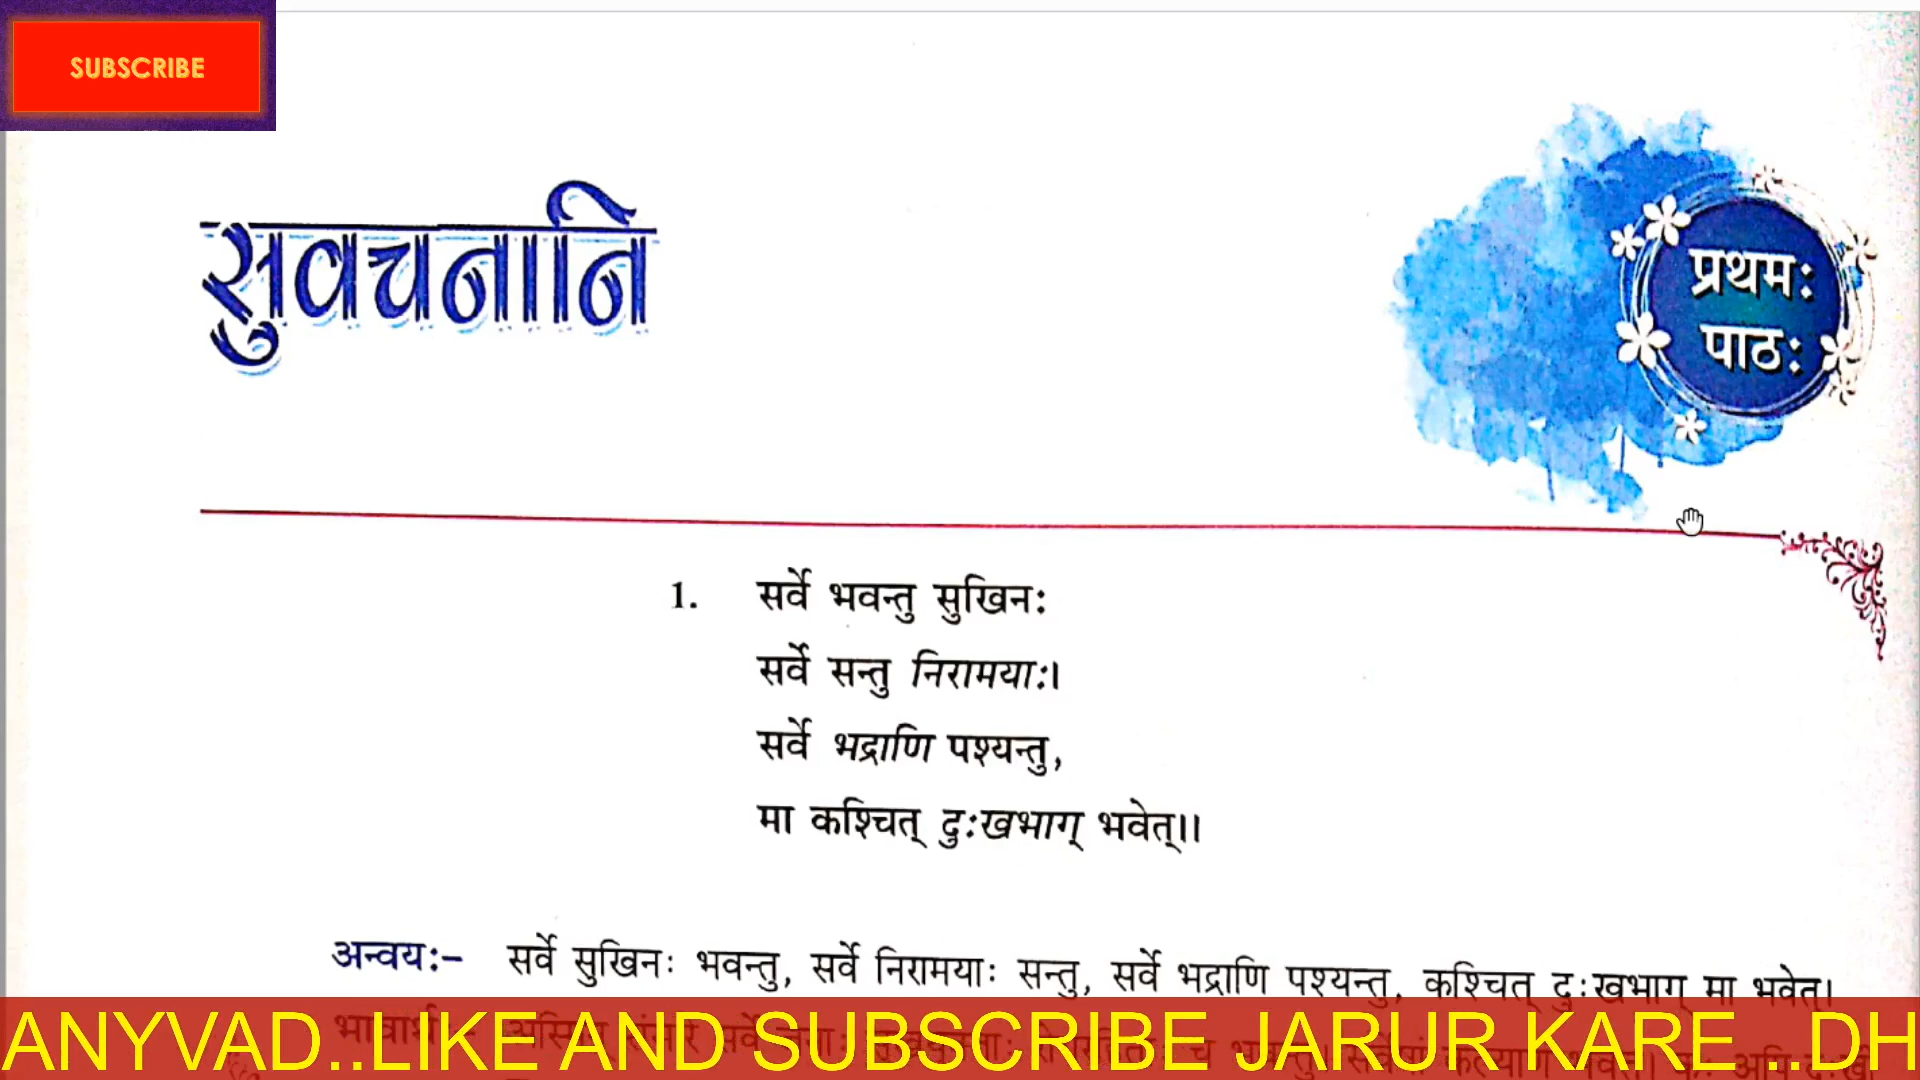 SUBSCRIBE
सुवचनानि
प्रथमः
पाठः
1. सर्वे भवन्तु सुखिनः
सर्वे सन्तु निरामयाः।
सर्वे भद्राणि पश्यन्तु,
मा कश्चित् दुःखभाग् भवेत्।।
अन्वयः– सर्वे सुखिनः भवन्तु, सर्वे निरामयाः सन्तु, सर्वे भद्राणि पश्यन्तु, कश्चित् दुःखभाग् मा भवेत्।
ANYVAD..LIKE AND SUBSCRIBE JARUR KARE ..DH